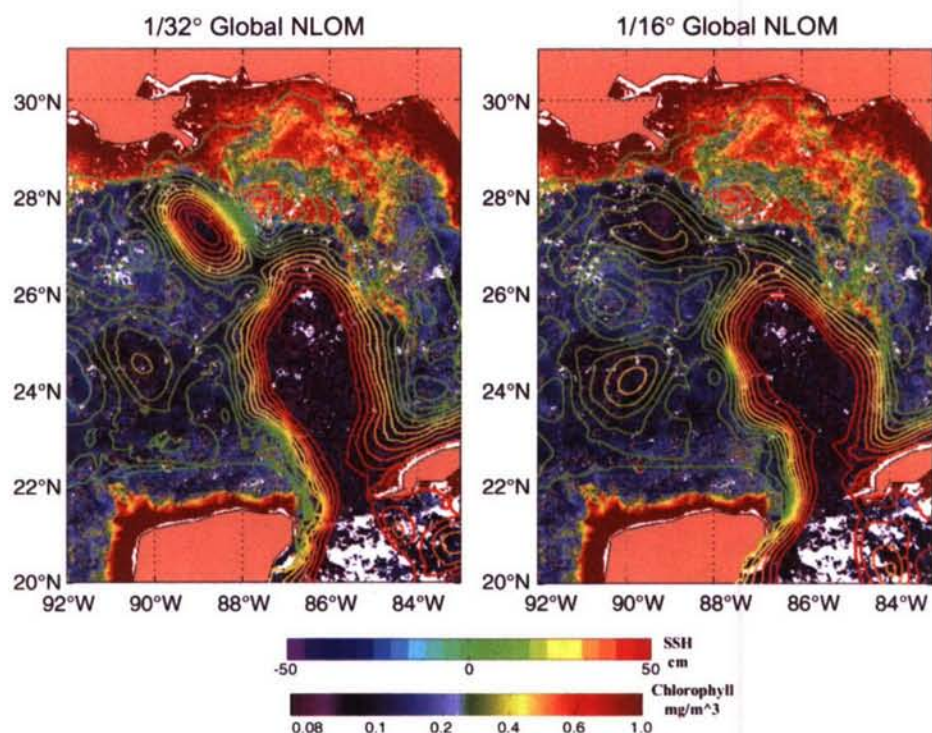 1/32° Global NLOM
1/16° Global NLOM
30°N
28°N
26°N
24°N
22°N
20°N
92°W 90°W 88°W 86°W 84°W
30°N
28°N
26°N
24°N
22°N
20°N
92°W 90°W 88°W 86°W 84°W
-50 0 50
SSH
cm
0.08 0.1 0.2 0.4 0.6 1.0
Chlorophyll
mg/m^3